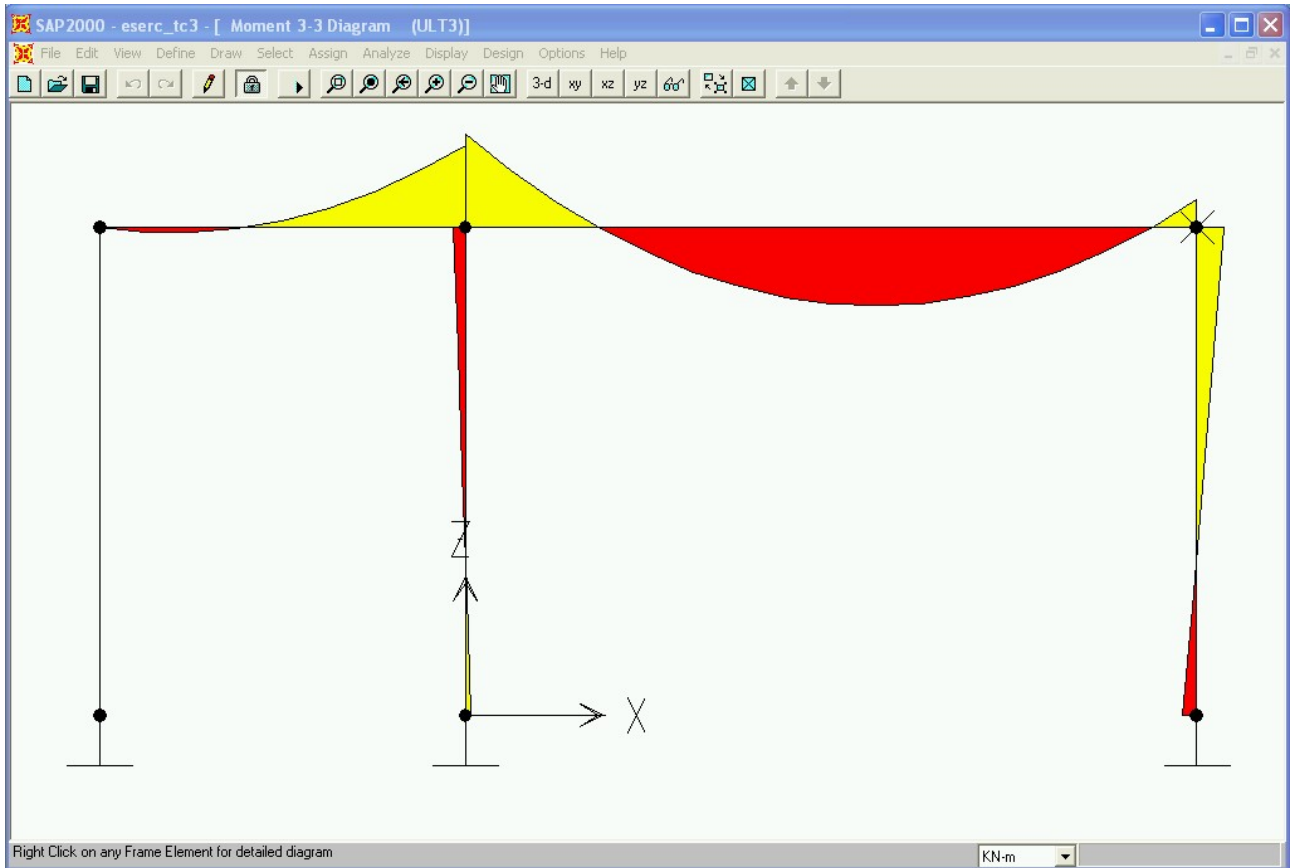 SAP2000 - eserc_tc3 - [ Moment 3-3 Diagram (ULT3)]
File Edit View Define Draw Select Assign Analyze Display Design Options Help
3-d xy xz yz
Z
X
Right Click on any Frame Element for detailed diagram
KN-m